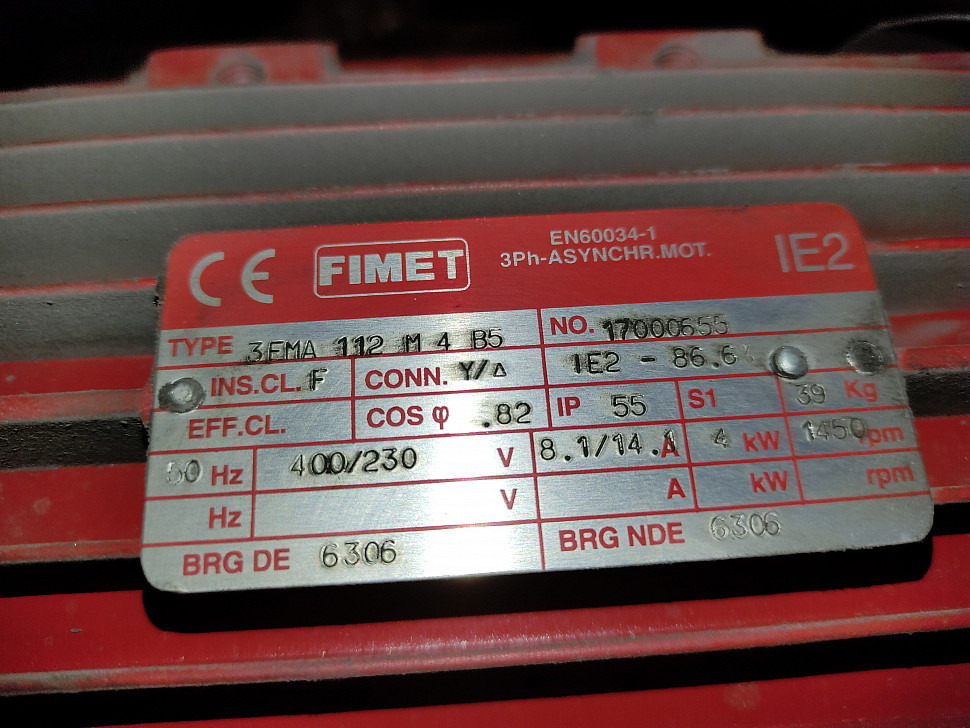 CE FIMET EN60034-1 IE2
3Ph-ASYNCHR.MOT.
TYPE 3EMA 112 M 4 B5 NO. 17000655
INS.CL. F CONN. Y/Δ IE2 - 86.6%
EFF.CL. COS φ .82 IP 55 S1 39 Kg
50 Hz 400/230 V 8.1/14.1 A 4 kW 1450 rpm
Hz V A kW rpm
BRG DE 6306 BRG NDE 6306